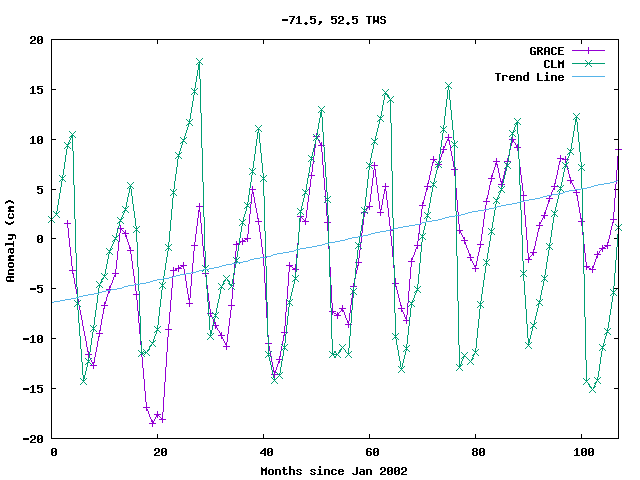 -71.5, 52.5 TWS
GRACE
CLM
Trend Line
20
15
10
5
0
-5
-10
-15
-20
Anomaly (cm)
0 20 40 60 80 100
Months since Jan 2002